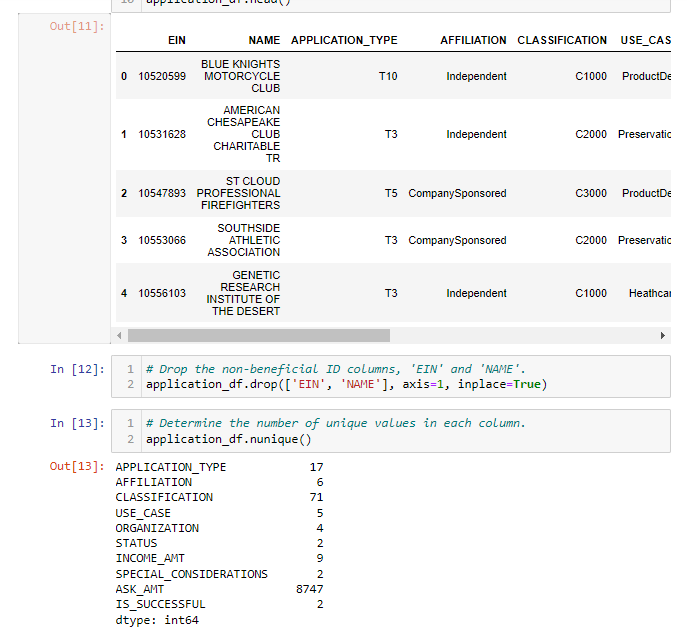 10 application_df.head()
Out[11]:
EIN NAME APPLICATION_TYPE AFFILIATION CLASSIFICATION USE_CAS
0 10520599 BLUE KNIGHTS MOTORCYCLE CLUB T10 Independent C1000 ProductDe
1 10531628 AMERICAN CHESAPEAKE CLUB CHARITABLE TR T3 Independent C2000 Preservatio
2 10547893 ST CLOUD PROFESSIONAL FIREFIGHTERS T5 CompanySponsored C3000 ProductDe
3 10553066 SOUTHSIDE ATHLETIC ASSOCIATION T3 CompanySponsored C2000 Preservatio
4 10556103 GENETIC RESEARCH INSTITUTE OF THE DESERT T3 Independent C1000 Heathcar
In [12]:
1 # Drop the non-beneficial ID columns, 'EIN' and 'NAME'.
2 application_df.drop(['EIN', 'NAME'], axis=1, inplace=True)
In [13]:
1 # Determine the number of unique values in each column.
2 application_df.nunique()
Out[13]:
APPLICATION_TYPE 17
AFFILIATION 6
CLASSIFICATION 71
USE_CASE 5
ORGANIZATION 4
STATUS 2
INCOME_AMT 9
SPECIAL_CONSIDERATIONS 2
ASK_AMT 8747
IS_SUCCESSFUL 2
dtype: int64